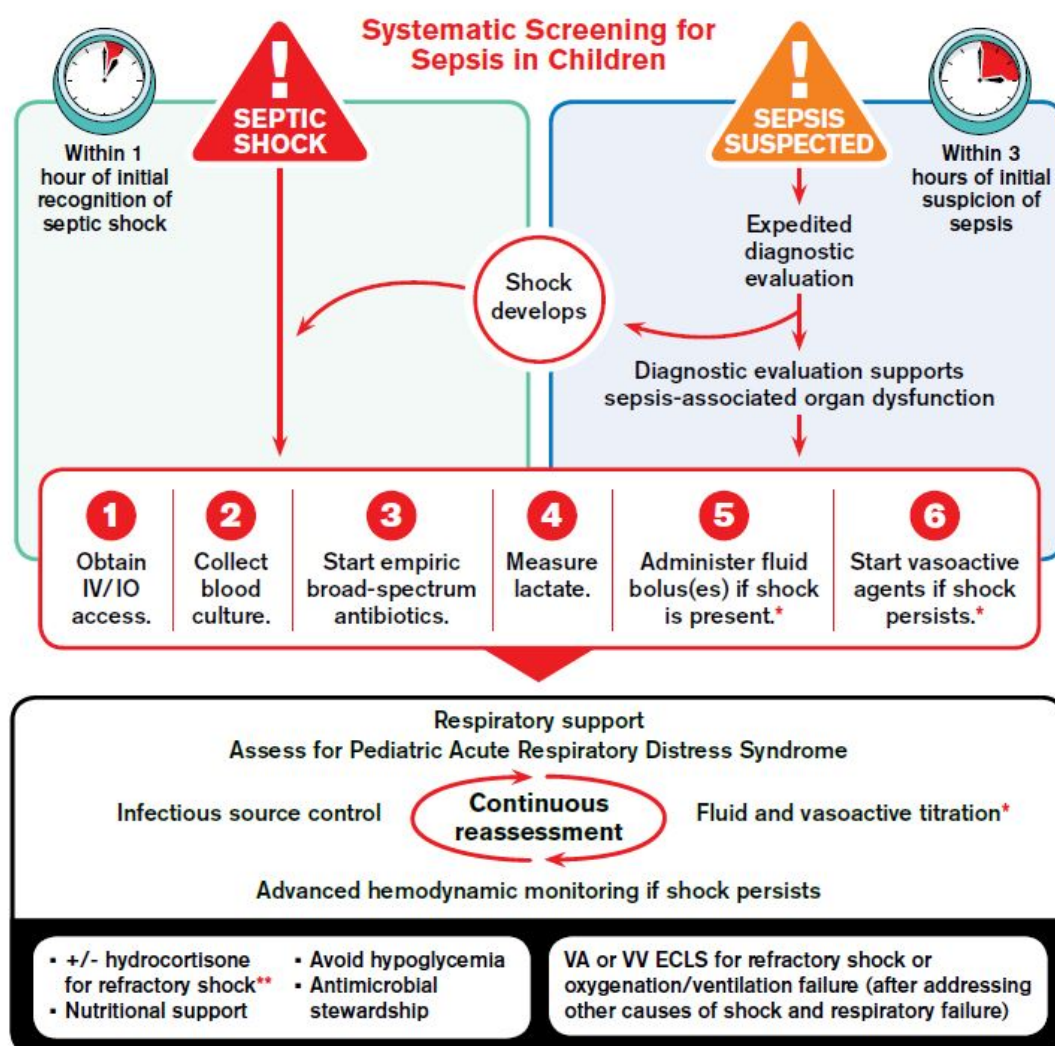 Systematic Screening for
Sepsis in Children
!
SEPTIC
SHOCK
!
SEPSIS
SUSPECTED
Within 1
hour of initial
recognition of
septic shock
Within 3
hours of initial
suspicion of
sepsis
Expedited
diagnostic
evaluation
Shock
develops
Diagnostic evaluation supports
sepsis-associated organ dysfunction
1
Obtain
IV/IO
access.
2
Collect
blood
culture.
3
Start empiric
broad-spectrum
antibiotics.
4
Measure
lactate.
5
Administer fluid
bolus(es) if shock
is present.*
6
Start vasoactive
agents if shock
persists.*
Respiratory support
Assess for Pediatric Acute Respiratory Distress Syndrome
Infectious source control
Continuous
reassessment
Fluid and vasoactive titration*
Advanced hemodynamic monitoring if shock persists
▪ +/- hydrocortisone
for refractory shock**
▪ Nutritional support
▪ Avoid hypoglycemia
▪ Antimicrobial
stewardship
VA or VV ECLS for refractory shock or
oxygenation/ventilation failure (after addressing
other causes of shock and respiratory failure)